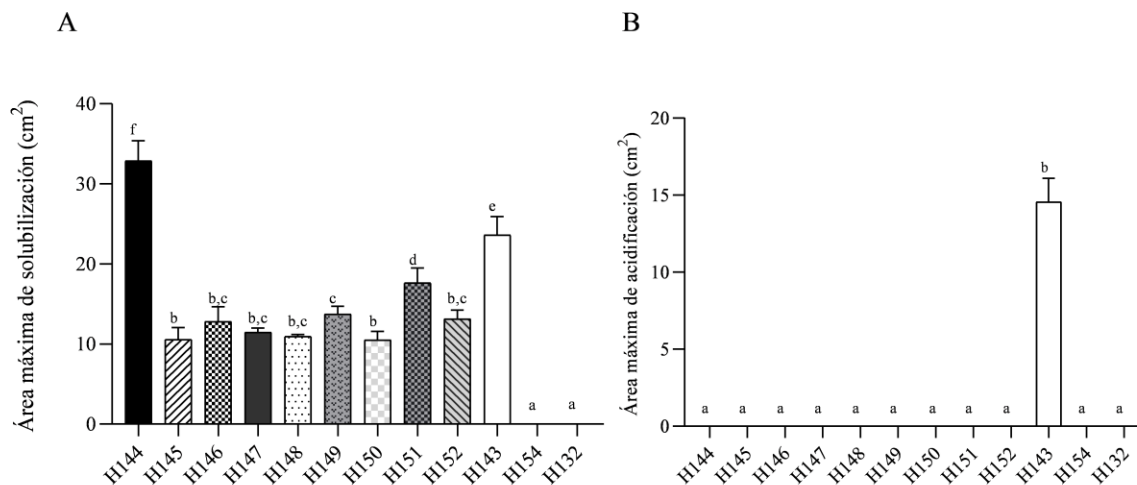 A
Área máxima de solubilización (cm²)
40
30
20
10
0
f
b
b,c
b,c
b,c
c
b
d
b,c
e
a
a
H144
H145
H146
H147
H148
H149
H150
H151
H152
H143
H154
H132
B
Área máxima de acidificación (cm²)
20
15
10
5
0
a
a
a
a
a
a
a
a
a
b
a
a
H144
H145
H146
H147
H148
H149
H150
H151
H152
H143
H154
H132